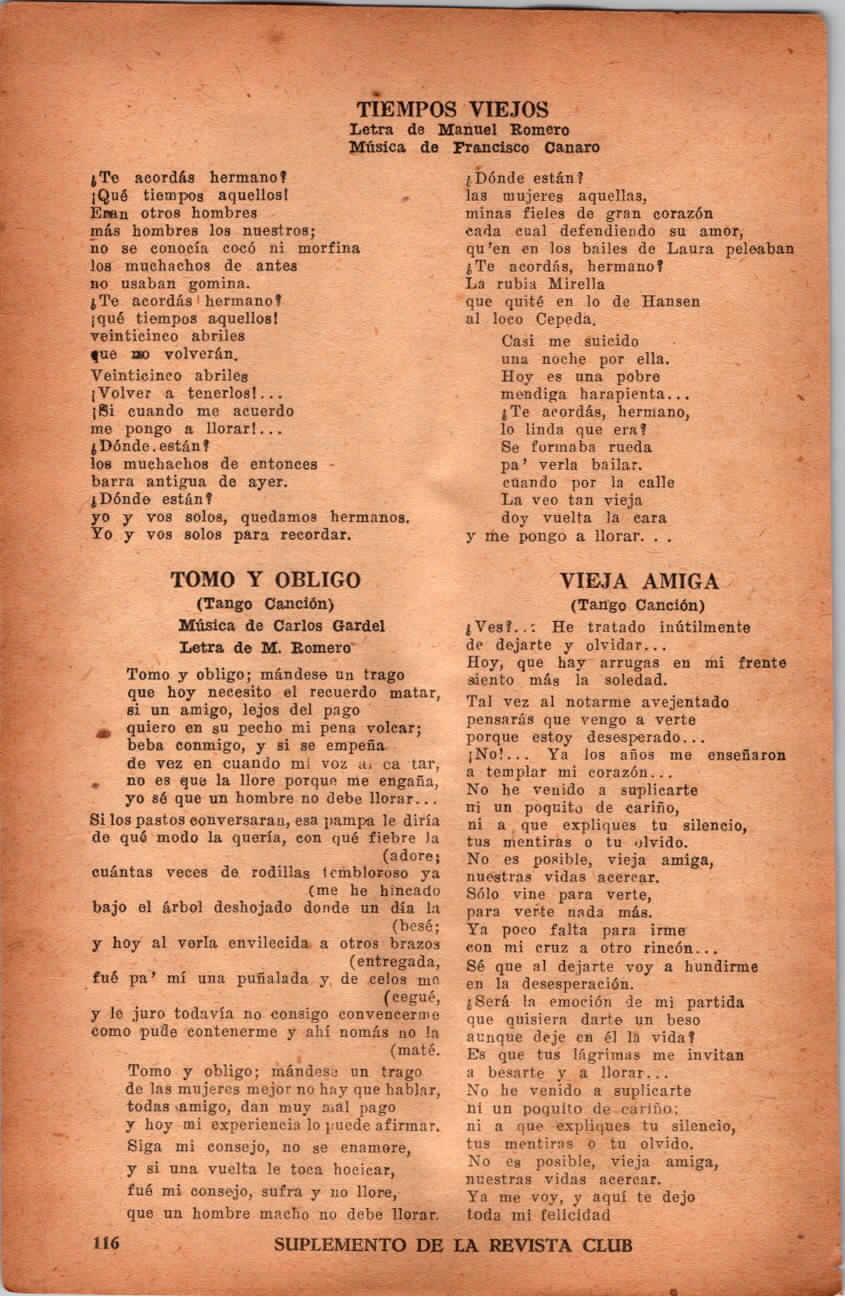 TIEMPOS VIEJOS
Letra de Manuel Romero
Música de Francisco Canaro
¿Te acordás hermano?
¡Qué tiempos aquellos!
Eran otros hombres
más hombres los nuestros;
no se conocía cocó ni morfina
los muchachos de antes
no usaban gomina.
¿Te acordás hermano?
¡qué tiempos aquellos!
veinticinco abriles
que no volverán.
Veinticinco abriles
¡Volver a tenerlos!...
¡Si cuando me acuerdo
me pongo a llorar!...
¿Dónde están?
los muchachos de entonces
barra antigua de ayer.
¿Dónde están?
yo y vos solos, quedamos hermanos.
Yo y vos solos para recordar.
¿Dónde están?
las mujeres aquellas,
minas fieles de gran corazón
cada cual defendiendo su amor,
qu'en en los bailes de Laura peleaban
¿Te acordás, hermano?
La rubia Mirella
que quité en lo de Hansen
al loco Cepeda.
Casi me suicido
una noche por ella.
Hoy es una pobre
mendiga harapienta...
¿Te acordás, hermano,
lo linda que era?
Se formaba rueda
pa' verla bailar.
cuando por la calle
La veo tan vieja
doy vuelta la cara
y me pongo a llorar. . .
TOMO Y OBLIGO
(Tango Canción)
Música de Carlos Gardel
Letra de M. Romero
Tomo y obligo; mándese un trago
que hoy necesito el recuerdo matar,
si un amigo, lejos del pago
quiero en su pecho mi pena volcar;
beba conmigo, y si se empeña
de vez en cuando mi voz al ca tar,
no es que la llore porque me engaña,
yo sé que un hombre no debe llorar...
Si los pastos conversaran, esa pampa le diría
de qué modo la quería, con qué fiebre la
(adore;
cuántas veces de rodillas tembloroso ya
(me he hincado
bajo el árbol deshojado donde un día la
(besé;
y hoy al verla envilecida a otros brazos
(entregada,
fué pa' mí una puñalada y de celos me
(cegué,
y le juro todavía no consigo convencerme
como pude contenerme y ahí nomás no la
(maté.
Tomo y obligo; mándese un trago
de las mujeres mejor no hay que hablar,
todas amigo, dan muy mal pago
y hoy mi experiencia lo puede afirmar.
Siga mi consejo, no se enamore,
y si una vuelta le toca hocicar,
fué mi consejo, sufra y no llore,
que un hombre macho no debe llorar.
VIEJA AMIGA
(Tango Canción)
¿Ves?... He tratado inútilmente
de dejarte y olvidar...
Hoy, que hay arrugas en mi frente
siento más la soledad.
Tal vez al notarme avejentado
pensarás que vengo a verte
porque estoy desesperado...
¡No!... Ya los años me enseñaron
a templar mi corazón...
No he venido a suplicarte
ni un poquito de cariño,
ni a que expliques tu silencio,
tus mentiras o tu olvido.
No es posible, vieja amiga,
nuestras vidas acercar.
Sólo vine para verte,
para verte nada más.
Ya poco falta para irme
con mi cruz a otro rincón...
Sé que al dejarte voy a hundirme
en la desesperación.
¿Será la emoción de mi partida
que quisiera darte un beso
aunque deje en él la vida?
Es que tus lágrimas me invitan
a besarte y a llorar...
No he venido a suplicarte
ni un poquito de cariño;
ni a que expliques tu silencio,
tus mentiras o tu olvido.
No es posible, vieja amiga,
nuestras vidas acercar.
Ya me voy, y aquí te dejo
toda mi felicidad
116 SUPLEMENTO DE LA REVISTA CLUB